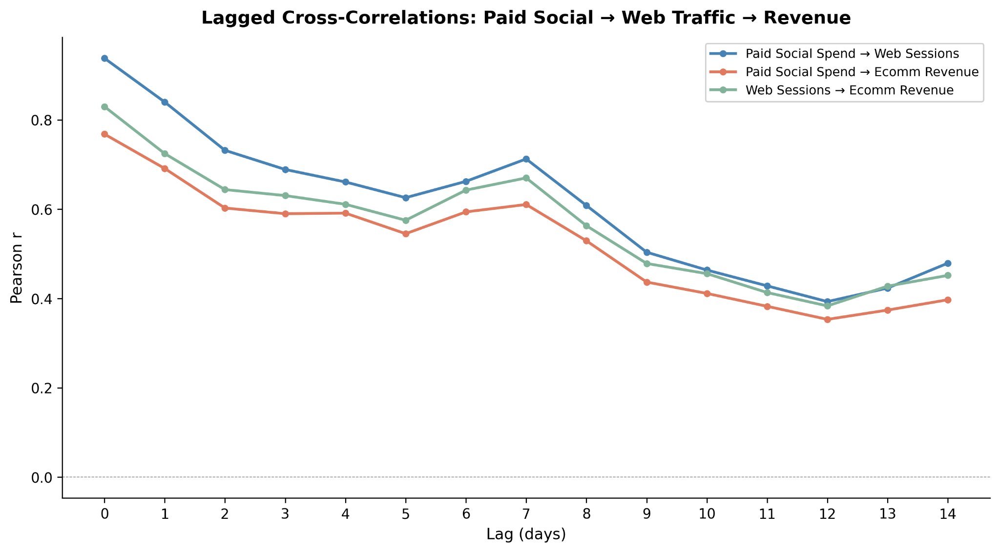 Lagged Cross-Correlations: Paid Social → Web Traffic → Revenue
Paid Social Spend → Web Sessions
Paid Social Spend → Ecomm Revenue
Web Sessions → Ecomm Revenue
Pearson r
0.8
0.6
0.4
0.2
0.0
0 1 2 3 4 5 6 7 8 9 10 11 12 13 14
Lag (days)